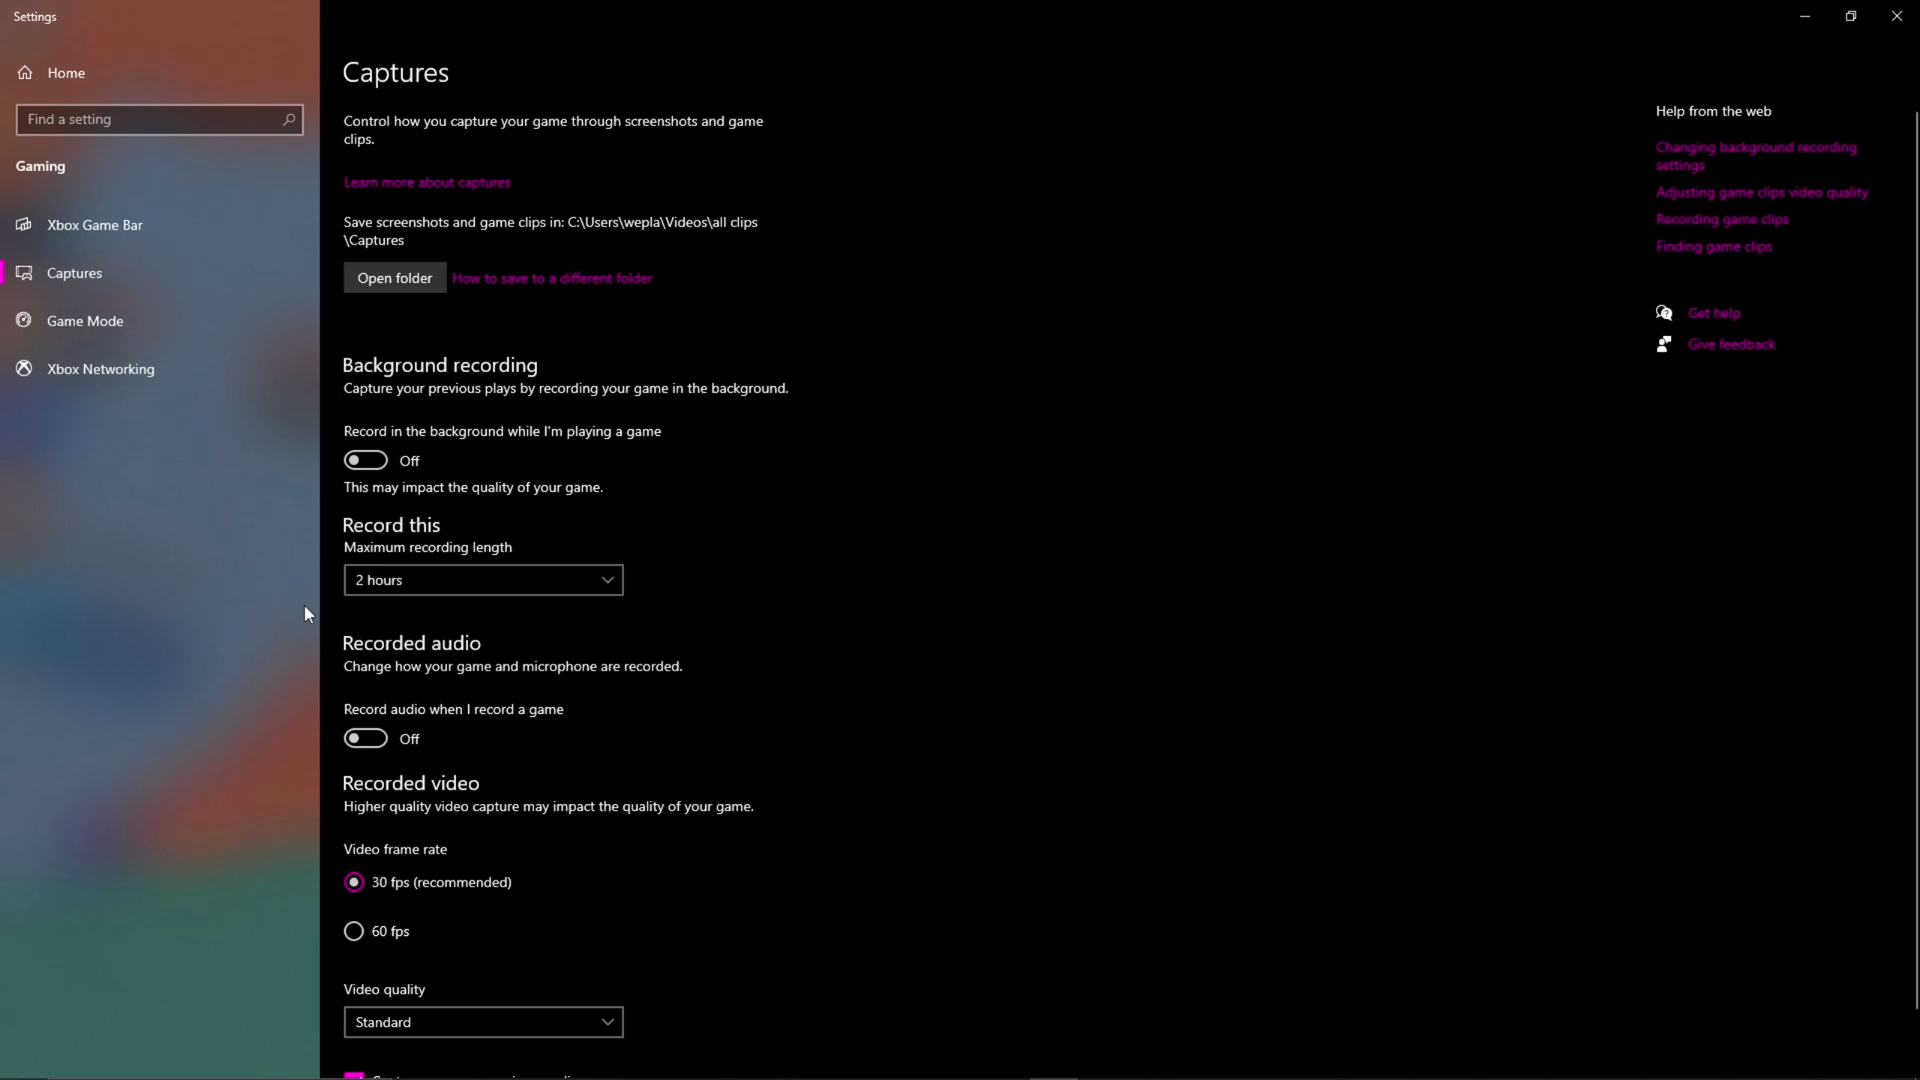 Settings
Home
Find a setting
Gaming
Xbox Game Bar
Captures
Game Mode
Xbox Networking
Captures
Control how you capture your game through screenshots and game
clips.
Learn more about captures
Save screenshots and game clips in: C:\Users\wepla\Videos\all clips
\Captures
Open folder
How to save to a different folder
Background recording
Capture your previous plays by recording your game in the background.
Record in the background while I'm playing a game
Off
This may impact the quality of your game.
Record this
Maximum recording length
2 hours
Recorded audio
Change how your game and microphone are recorded.
Record audio when I record a game
Off
Recorded video
Higher quality video capture may impact the quality of your game.
Video frame rate
30 fps (recommended)
60 fps
Video quality
Standard
Help from the web
Changing background recording
settings
Adjusting game clips video quality
Recording game clips
Finding game clips
Get help
Give feedback